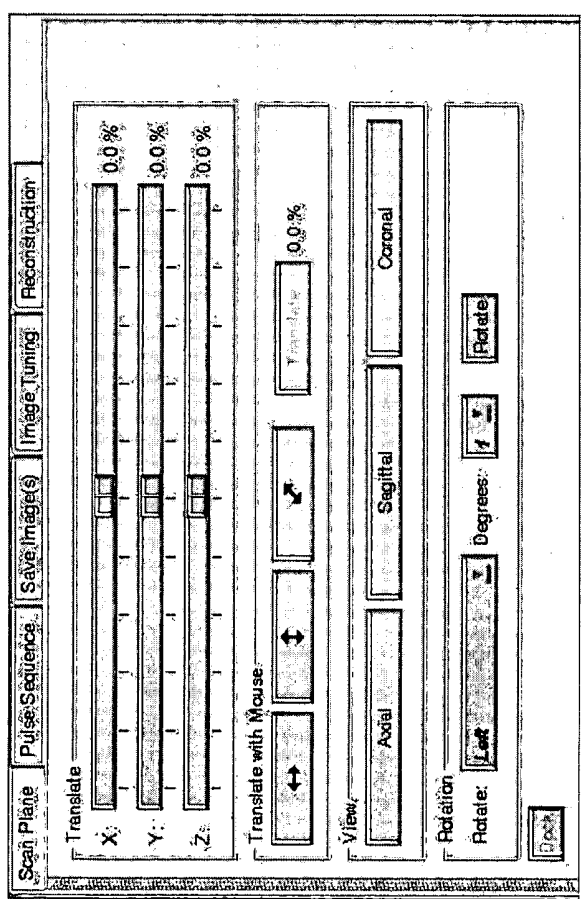 Scan Plane Pulse Sequence Save Image(s) Image Tuning Reconstruction
Translate
X: 0.0 %
Y: 0.0 %
Z: 0.0 %
Translate with Mouse
Translate 0.0 %
View
Axial Sagittal Coronal
Rotation
Rotate: Left Degrees: 1 Rotate
Dock